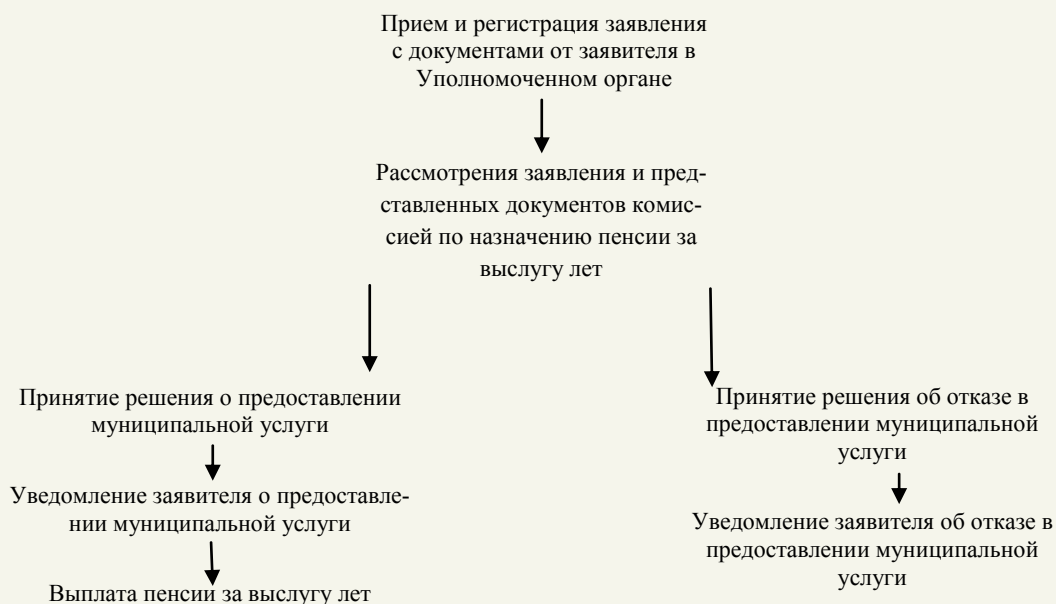 Прием и регистрация заявления
с документами от заявителя в
Уполномоченном органе
Рассмотрения заявления и пред-
ставленных документов комис-
сией по назначению пенсии за
выслугу лет
Принятие решения о предоставлении
муниципальной услуги
Уведомление заявителя о предоставле-
нии муниципальной услуги
Выплата пенсии за выслугу лет
Принятие решения об отказе в
предоставлении муниципальной
услуги
Уведомление заявителя об отказе в
предоставлении муниципальной
услуги